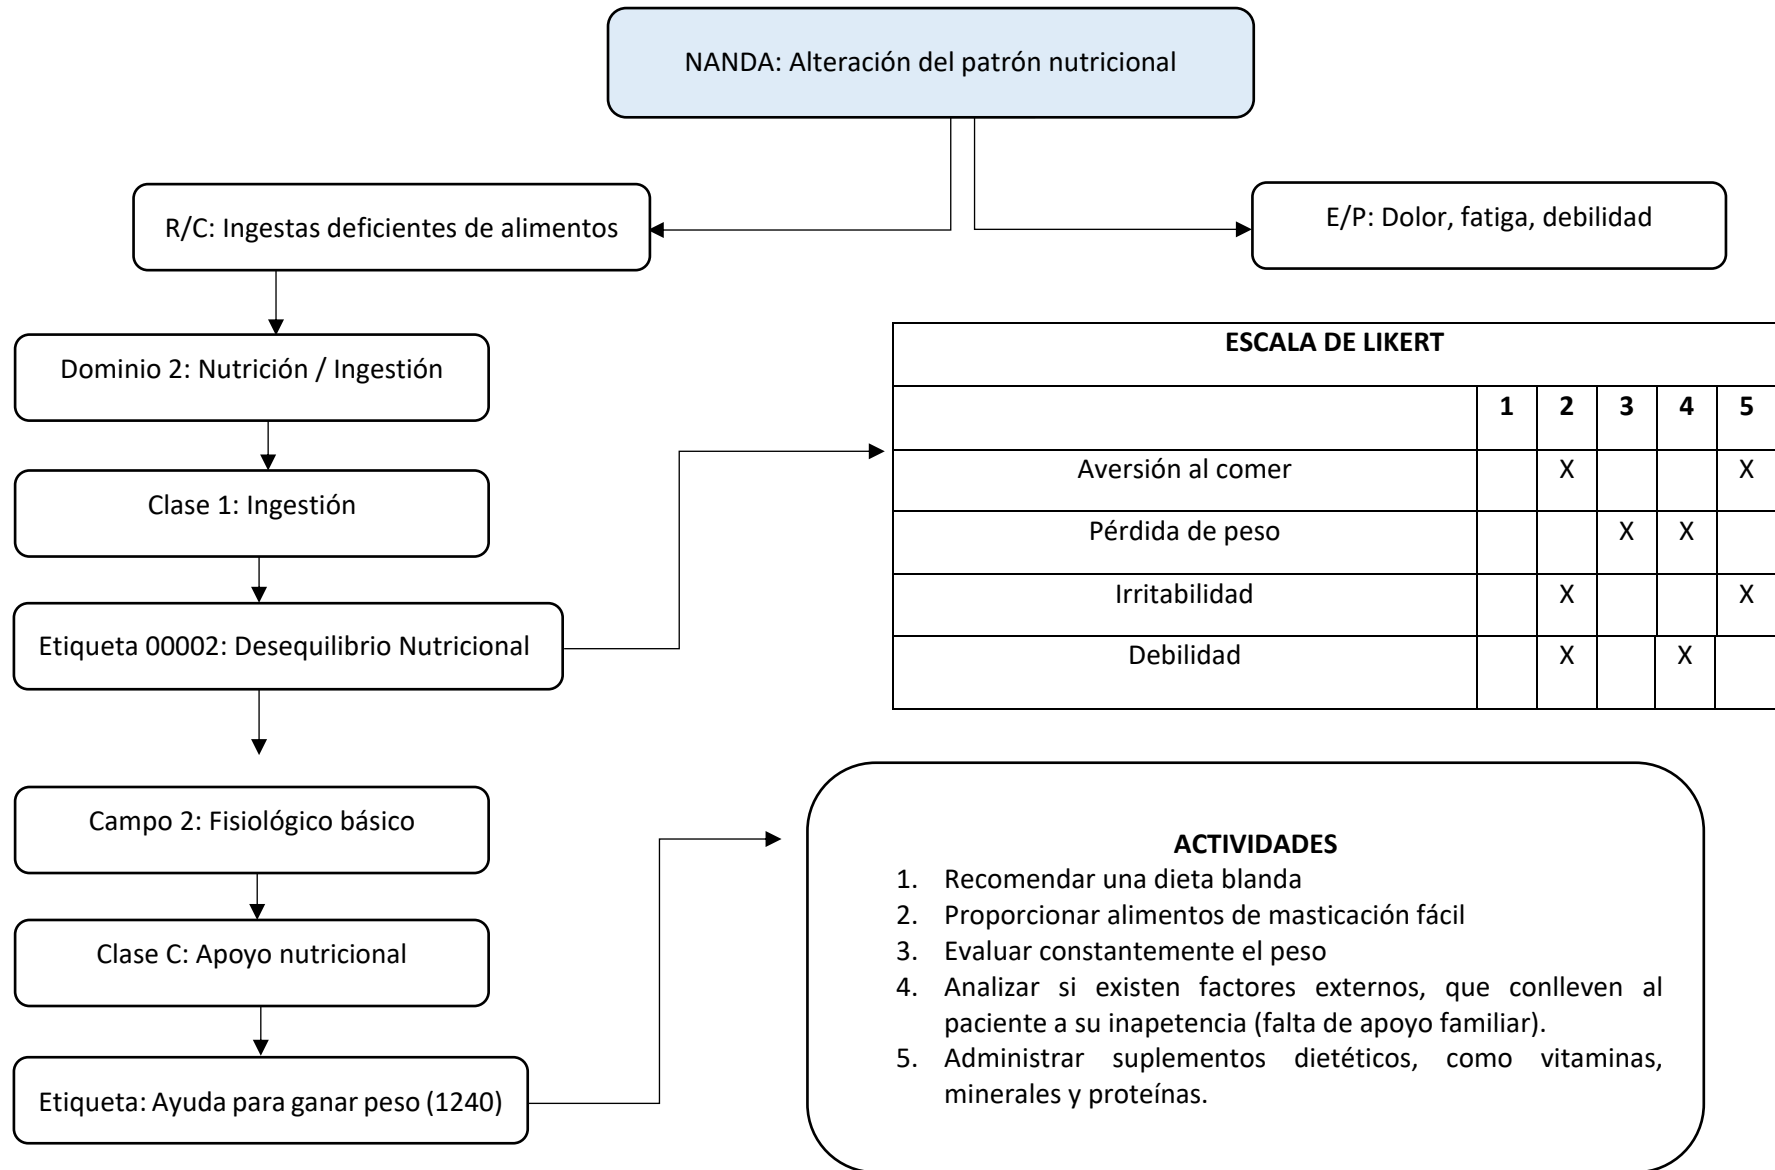 NANDA: Alteración del patrón nutricional
R/C: Ingestas deficientes de alimentos
E/P: Dolor, fatiga, debilidad
Dominio 2: Nutrición / Ingestión
Clase 1: Ingestión
Etiqueta 00002: Desequilibrio Nutricional
ESCALA DE LIKERT
1 2 3 4 5
Aversión al comer X X
Pérdida de peso X X
Irritabilidad X X
Debilidad X X
Campo 2: Fisiológico básico
Clase C: Apoyo nutricional
Etiqueta: Ayuda para ganar peso (1240)
ACTIVIDADES
1. Recomendar una dieta blanda
2. Proporcionar alimentos de masticación fácil
3. Evaluar constantemente el peso
4. Analizar si existen factores externos, que conlleven al
paciente a su inapetencia (falta de apoyo familiar).
5. Administrar suplementos dietéticos, como vitaminas,
minerales y proteínas.